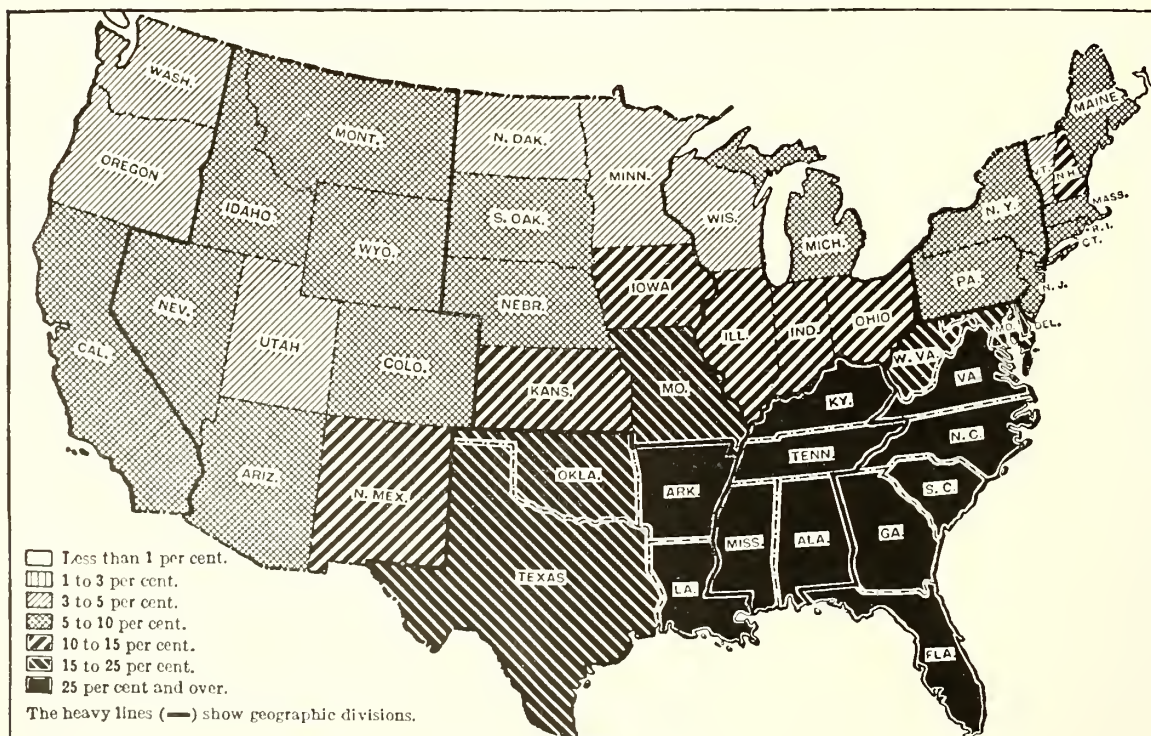 WASH.
MONT.
N. DAK.
MINN.
MAINE
OREGON
IDAHO
S. OAK.
WIS.
VT.
N.H.
WYO.
MICH.
N.Y.
MASS.
R.I.
CT.
NEBR.
IOWA
PA.
N.J.
NEV.
UTAH
ILL.
IND.
OHIO
DEL.
CAL.
COLO.
KANS.
MO.
W. VA.
MD.
VA.
KY.
ARIZ.
N. MEX.
OKLA.
ARK.
TENN.
N.C.
S.C.
TEXAS
LA.
MISS.
ALA.
GA.
FLA.
Less than 1 per cent.
1 to 3 per cent.
3 to 5 per cent.
5 to 10 per cent.
10 to 15 per cent.
15 to 25 per cent.
25 per cent and over.
The heavy lines (—) show geographic divisions.